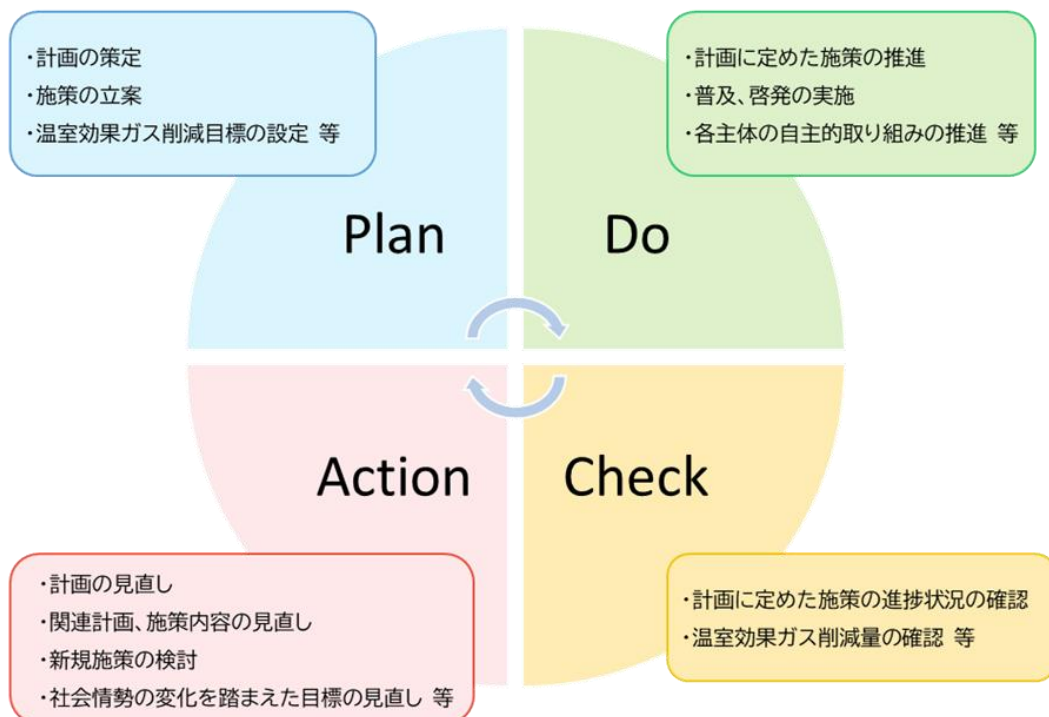 ・計画の策定
・施策の立案
・温室効果ガス削減目標の設定 等
Plan
・計画に定めた施策の推進
・普及、啓発の実施
・各主体の自主的取り組みの推進 等
Do
Action
・計画の見直し
・関連計画、施策内容の見直し
・新規施策の検討
・社会情勢の変化を踏まえた目標の見直し 等
Check
・計画に定めた施策の進捗状況の確認
・温室効果ガス削減量の確認 等